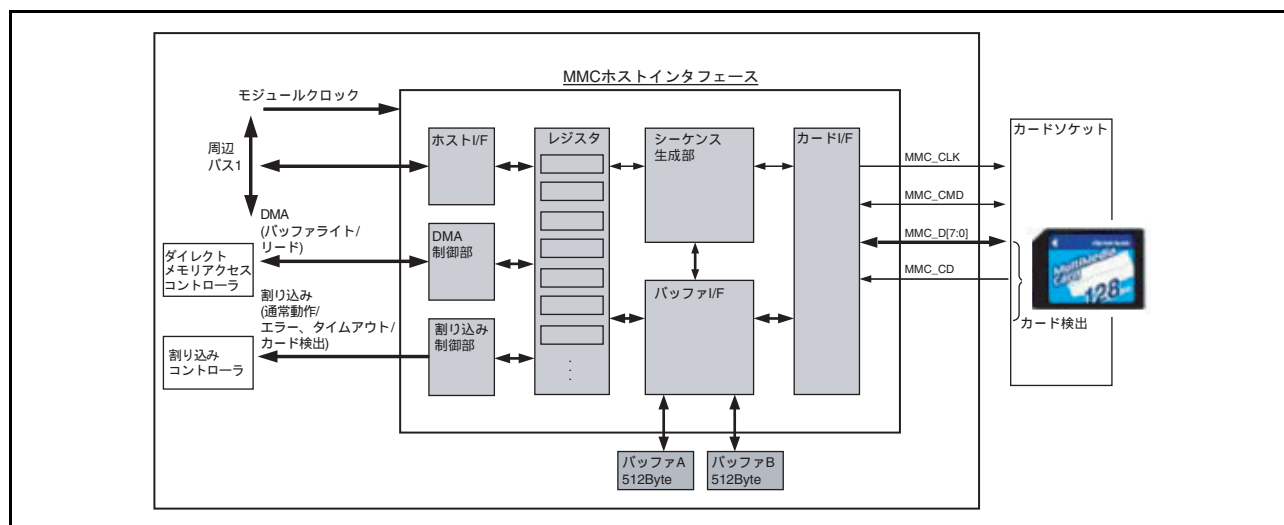 MMCホストインタフェース
モジュールクロック
周辺
バス1
DMA
(バッファライト/
リード)
ダイレクト
メモリアクセス
コントローラ
割り込み
(通常動作/
エラー、タイムアウト/
カード検出)
割り込み
コントローラ
ホストI/F
DMA
制御部
割り込み
制御部
レジスタ
シーケンス
生成部
バッファI/F
カードI/F
バッファA
512Byte
バッファB
512Byte
MMC_CLK
MMC_CMD
MMC_D[7:0]
MMC_CD
カードソケット
MultiMedia
Card
128
カード検出